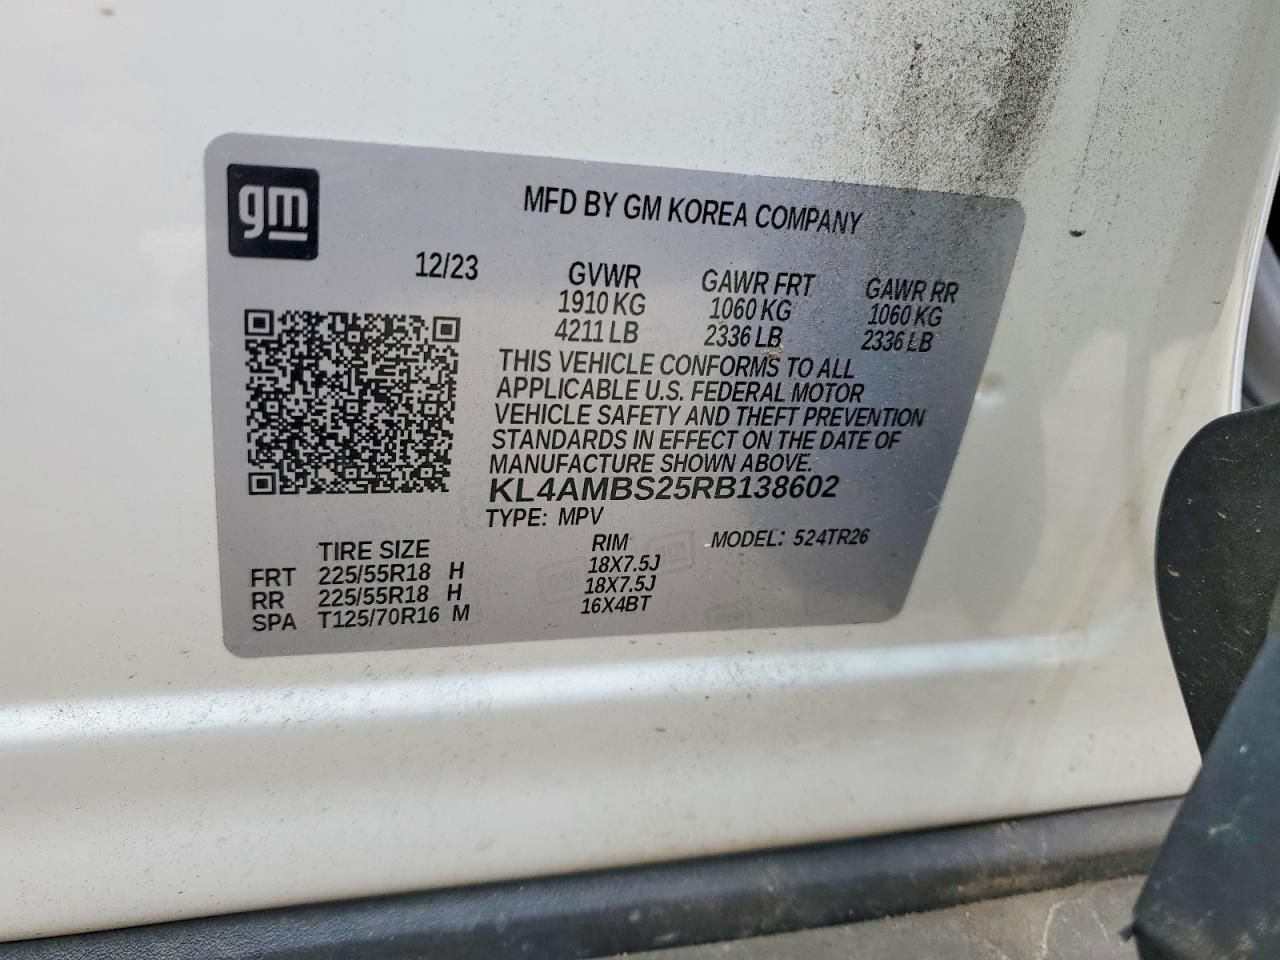 gm
MFD BY GM KOREA COMPANY
12/23 GVWR GAWR FRT GAWR RR
1910 KG 1060 KG 1060 KG
4211 LB 2336 LB 2336 LB
THIS VEHICLE CONFORMS TO ALL
APPLICABLE U.S. FEDERAL MOTOR
VEHICLE SAFETY AND THEFT PREVENTION
STANDARDS IN EFFECT ON THE DATE OF
MANUFACTURE SHOWN ABOVE.
KL4AMBS25RB138602
TYPE: MPV
TIRE SIZE RIM MODEL: 524TR26
FRT 225/55R18 H 18X7.5J
RR 225/55R18 H 18X7.5J
SPA T125/70R16 M 16X4BT